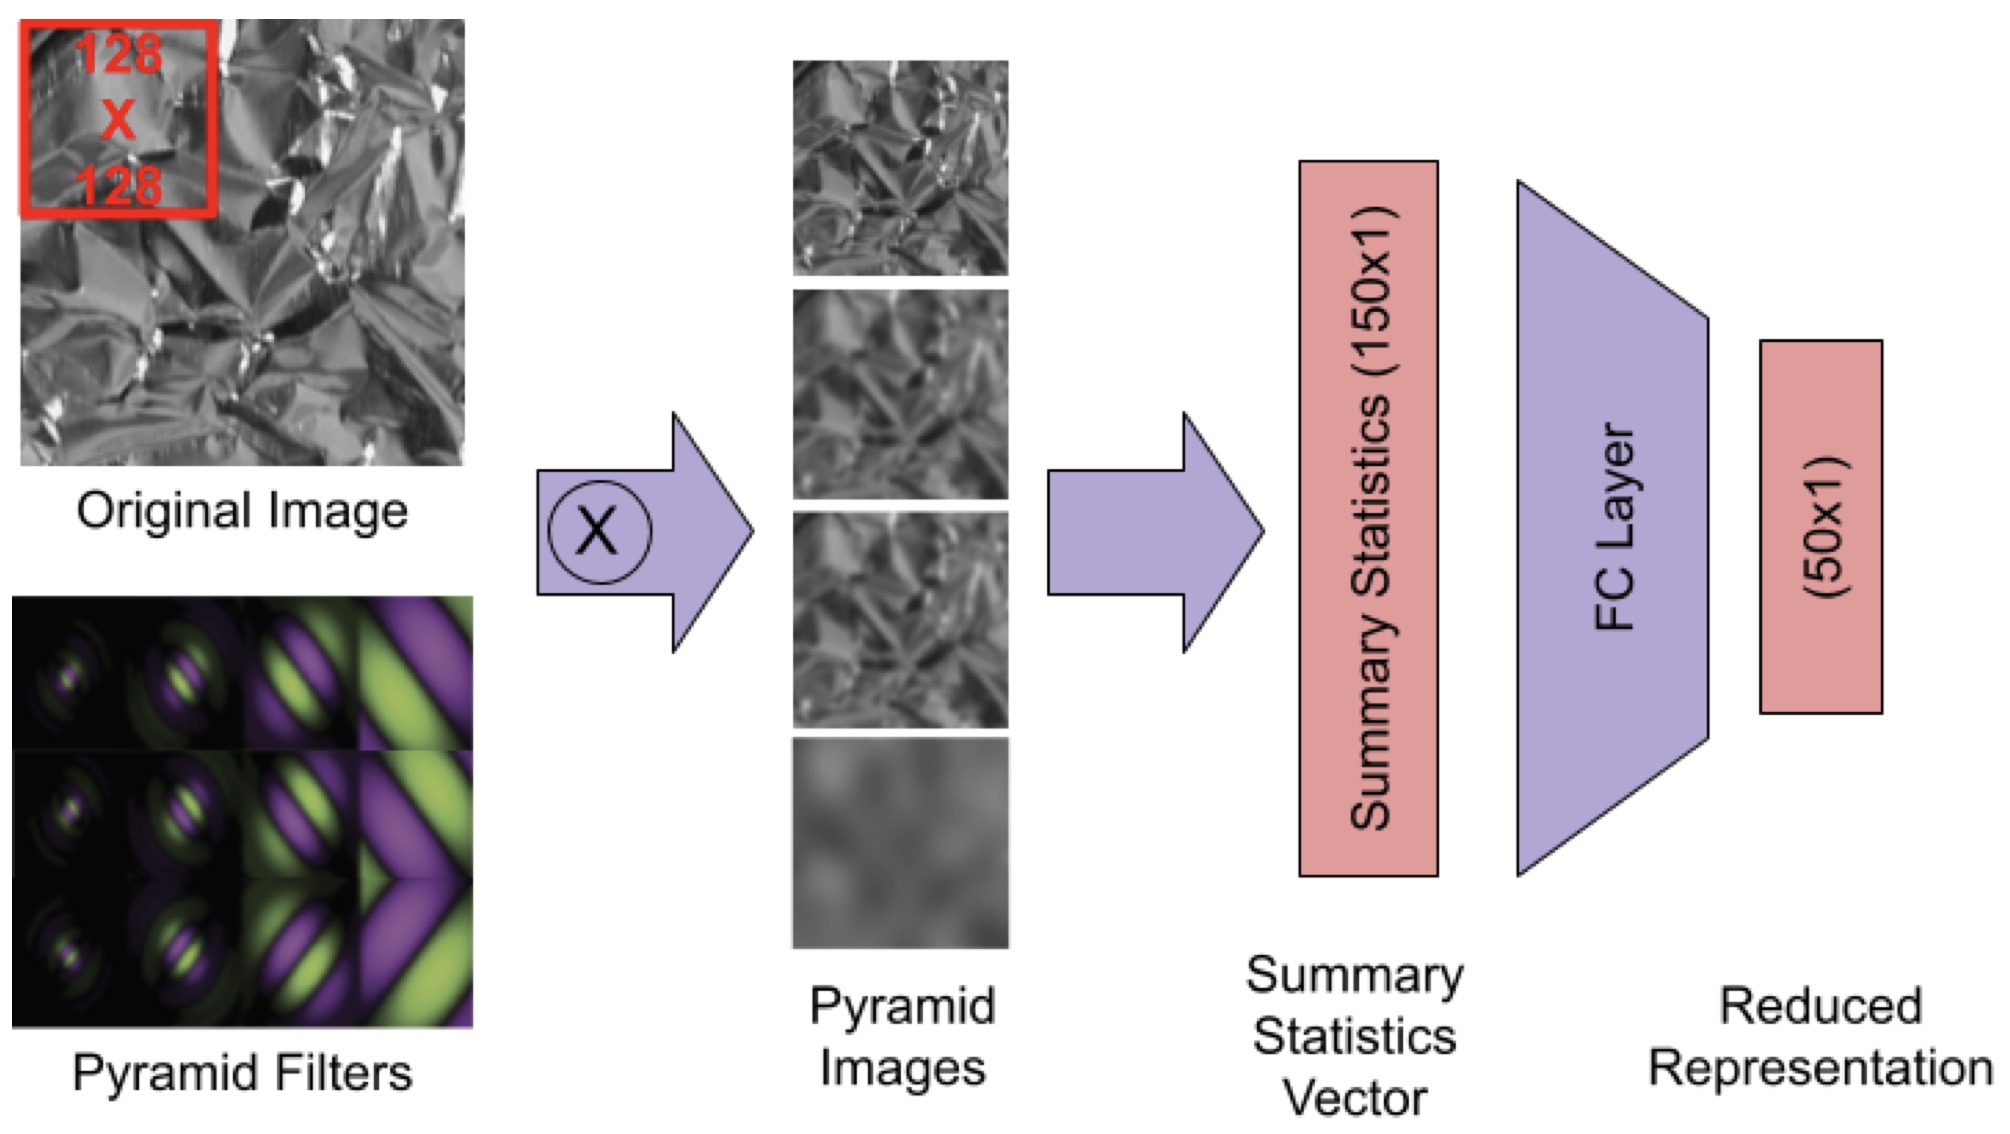 128
X
128
Original Image
Pyramid Filters
X
Pyramid
Images
Summary Statistics (150x1)
Summary
Statistics
Vector
FC Layer
(50x1)
Reduced
Representation